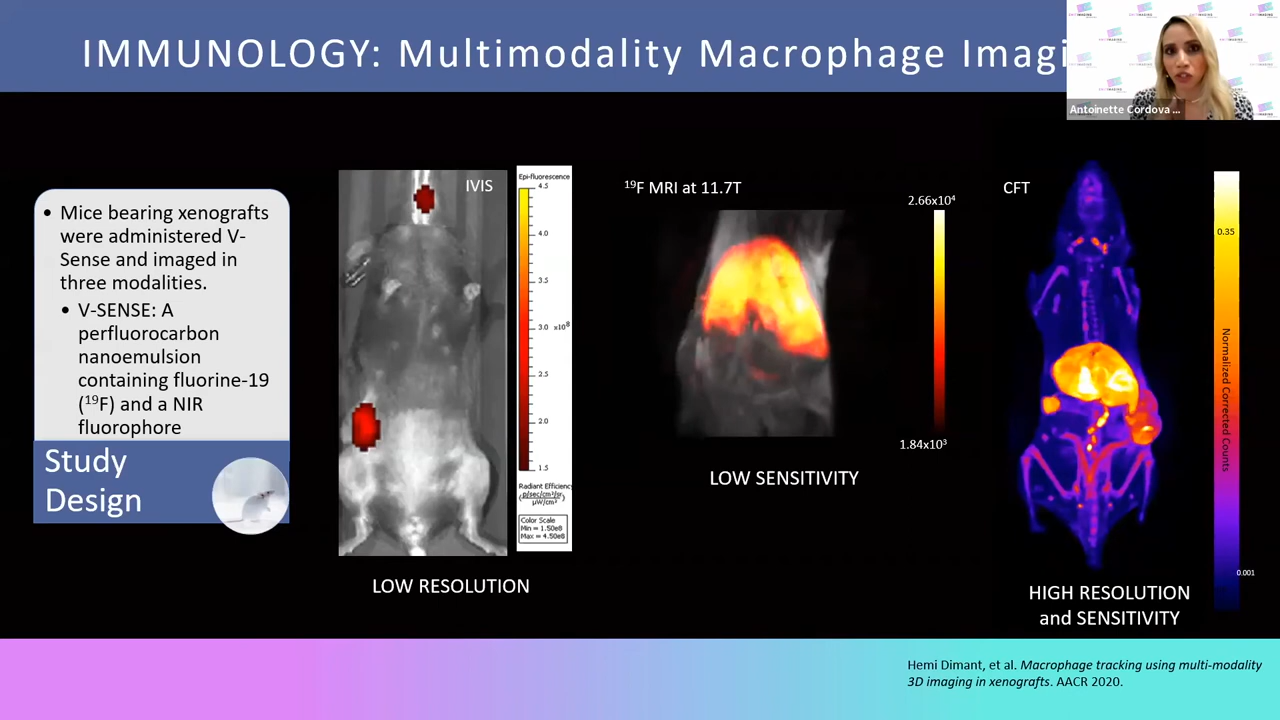 IMMUNOLOGY: Multimodality Macrophage Imagi
Antoinette Cordova ...
• Mice bearing xenografts
were administered V-
Sense and imaged in
three modalities.
• V-SENSE: A
perfluorocarbon
nanoemulsion
containing fluorine-19
(¹⁹F) and a NIR
fluorophore
Study
Design
IVIS
Epi-fluorescence
4.5
4.0
3.5
3.0 x10⁸
2.5
2.0
1.5
Radiant Efficiency
(p/sec/cm²/sr
µW/cm²)
Color Scale
Min = 1.50e8
Max = 4.50e8
LOW RESOLUTION
¹⁹F MRI at 11.7T
2.66x10⁴
1.84x10³
LOW SENSITIVITY
CFT
0.35
Normalized Corrected Counts
0.001
HIGH RESOLUTION
and SENSITIVITY
Hemi Dimant, et al. Macrophage tracking using multi-modality
3D imaging in xenografts. AACR 2020.